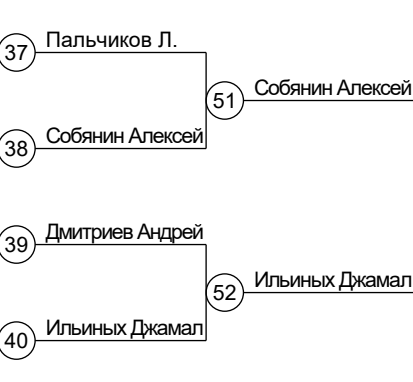 37 Пальчиков Л.
51 Собянин Алексей
38 Собянин Алексей
39 Дмитриев Андрей
52 Ильиных Джамал
40 Ильиных Джамал